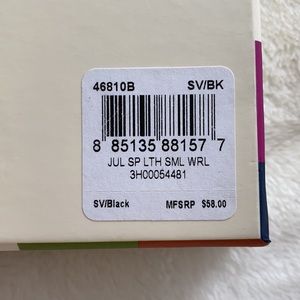 46810B SV/BK
8 85135 88157 7
JUL SP LTH SML WRL
3H00054481
SV/Black MFSRP $58.00